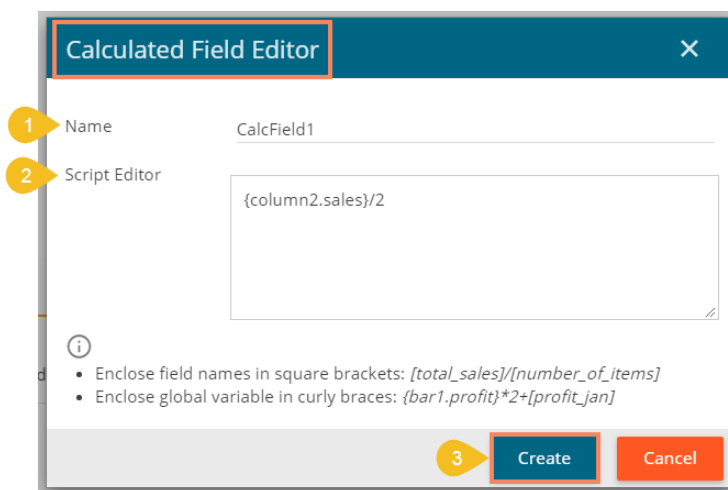 Calculated Field Editor
1 Name CalcField1
2 Script Editor
{column2.sales}/2
d
• Enclose field names in square brackets: [total_sales]/[number_of_items]
• Enclose global variable in curly braces: {bar1.profit}*2+[profit_jan]
3 Create Cancel